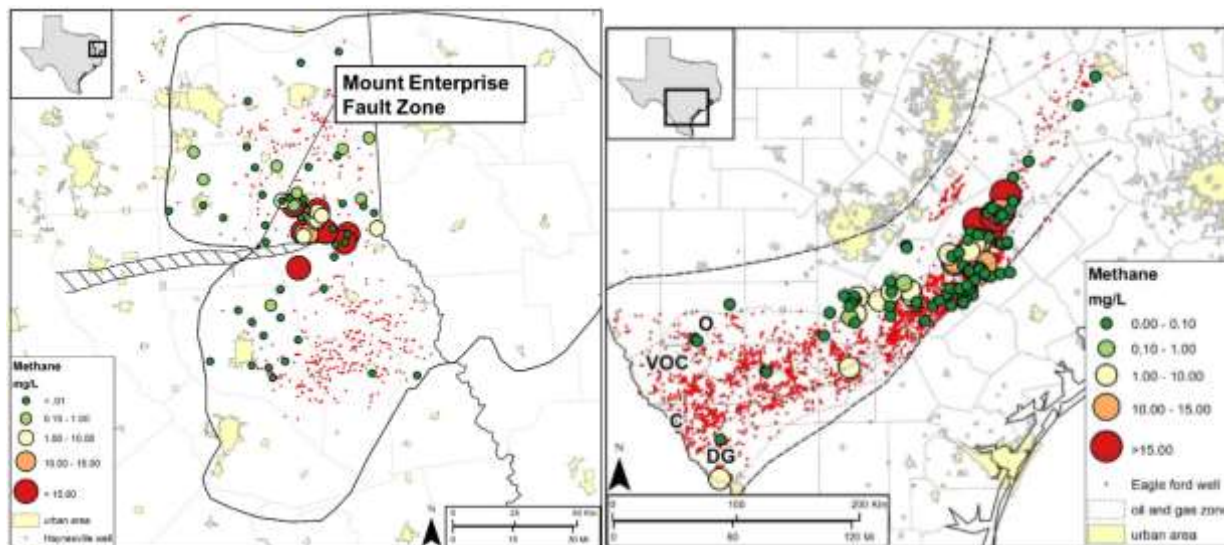 Mount Enterprise
Fault Zone
Methane
mg/L
< .01
0.10 - 1.00
1.00 - 10.00
10.00 - 15.00
urban area
Haynesville well
N
0
N
O
VOC
C
DG
0
100
200 Km
0
60
120 Mi
Methane
mg/L
0.00 - 0.10
0.10 - 1.00
1.00 - 10.00
10.00 - 15.00
>15.00
Eagle ford well
oil and gas zone
urban area